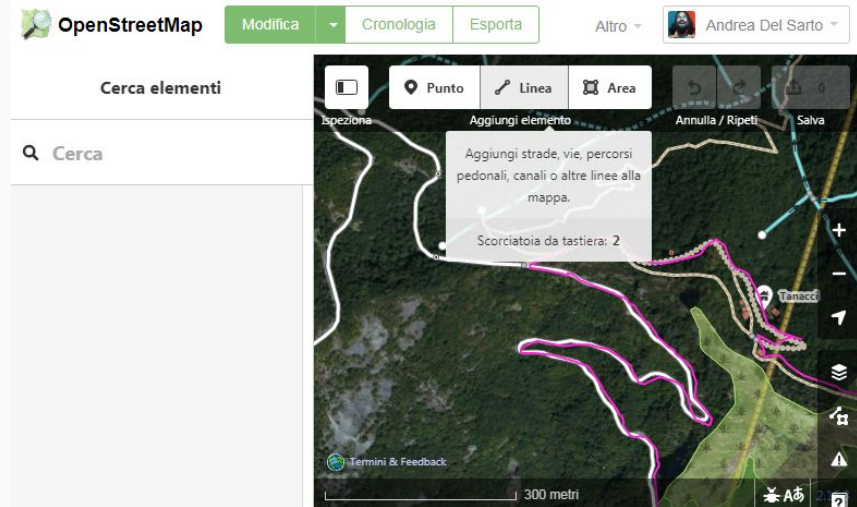 OpenStreetMap
Modifica
Cronologia
Esporta
Altro
Andrea Del Sarto
Cerca elementi
Cerca
Punto
Linea
Area
0
Ispeziona
Aggiungi elemento
Annulla / Ripeti
Salva
Aggiungi strade, vie, percorsi
pedonali, canali o altre linee alla
mappa.
Scorciatoia da tastiera: 2
Tanacci
Termini & Feedback
300 metri
Aあ